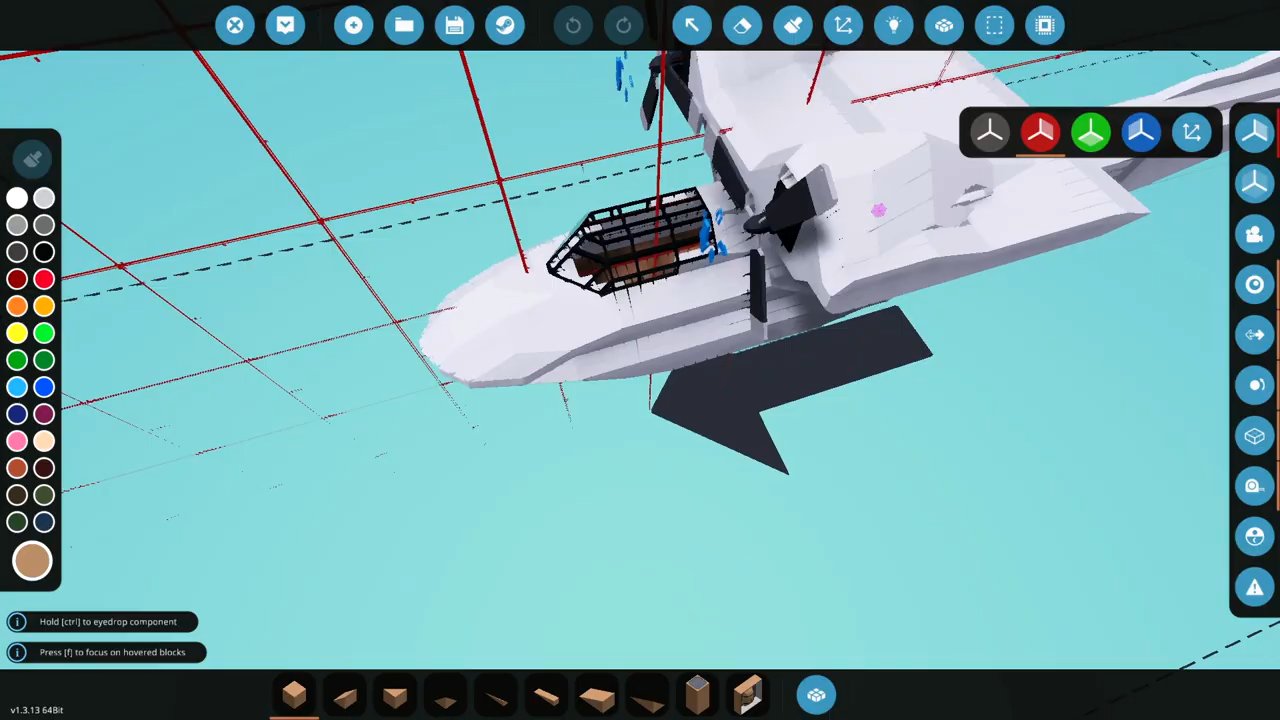 Hold [ctrl] to eyedrop component
Press [f] to focus on hovered blocks
v1.3.13 64Bit